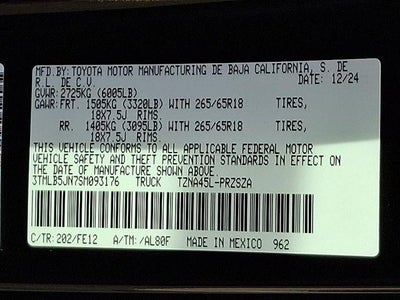 MFD.BY:TOYOTA MOTOR MANUFACTURING DE BAJA CALIFORNIA, S. DE
R.L. DE C.V. DATE: 12/24
GVWR:2725KG (6005LB)
GAWR:FRT. 1505KG (3320LB) WITH 265/65R18 TIRES,
18X7.5J RIMS.
RR. 1405KG (3095LB) WITH 265/65R18 TIRES,
18X7.5J RIMS.
THIS VEHICLE CONFORMS TO ALL APPLICABLE FEDERAL MOTOR
VEHICLE SAFETY AND THEFT PREVENTION STANDARDS IN EFFECT ON
THE DATE OF MANUFACTURE SHOWN ABOVE.
3TMLB5JN7SM093176 TRUCK TZNA45L-PRZSZA
C/TR:202/FE12 A/TM:/AL80F MADE IN MEXICO 962